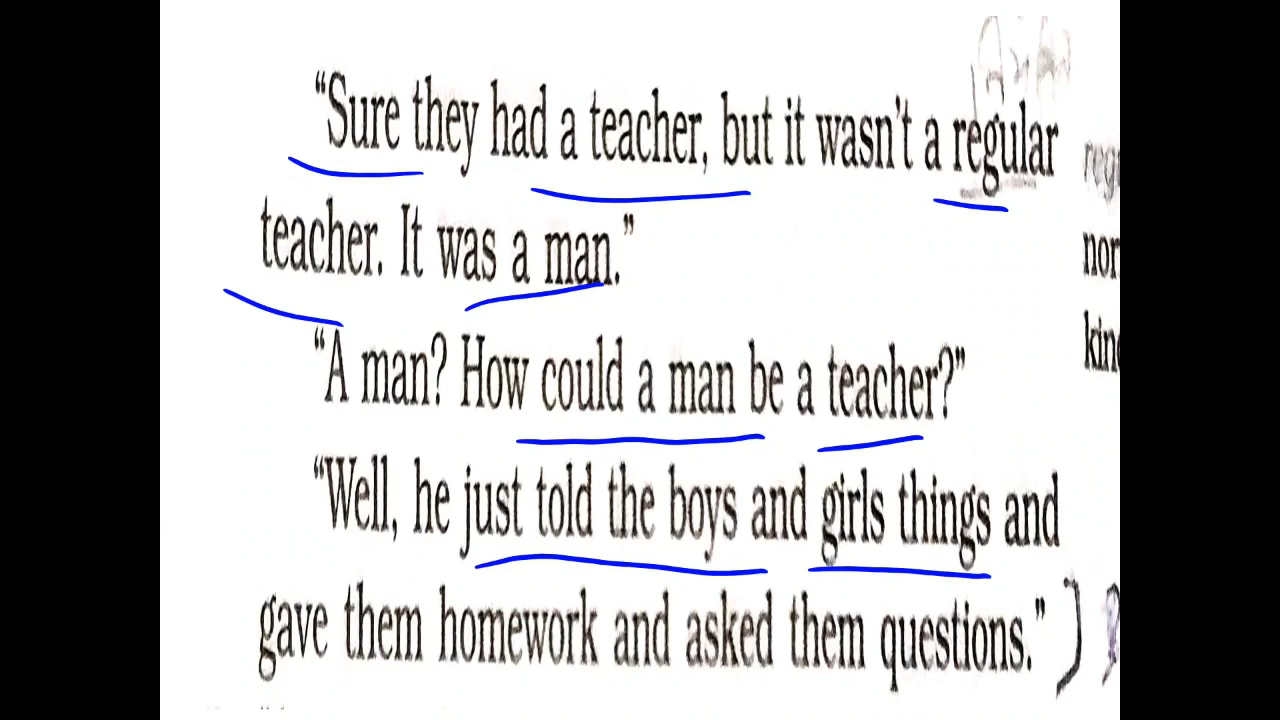 “Sure they had a teacher, but it wasn't a regular
teacher. It was a man.”
“A man? How could a man be a teacher?”
“Well, he just told the boys and girls things and
gave them homework and asked them questions.”